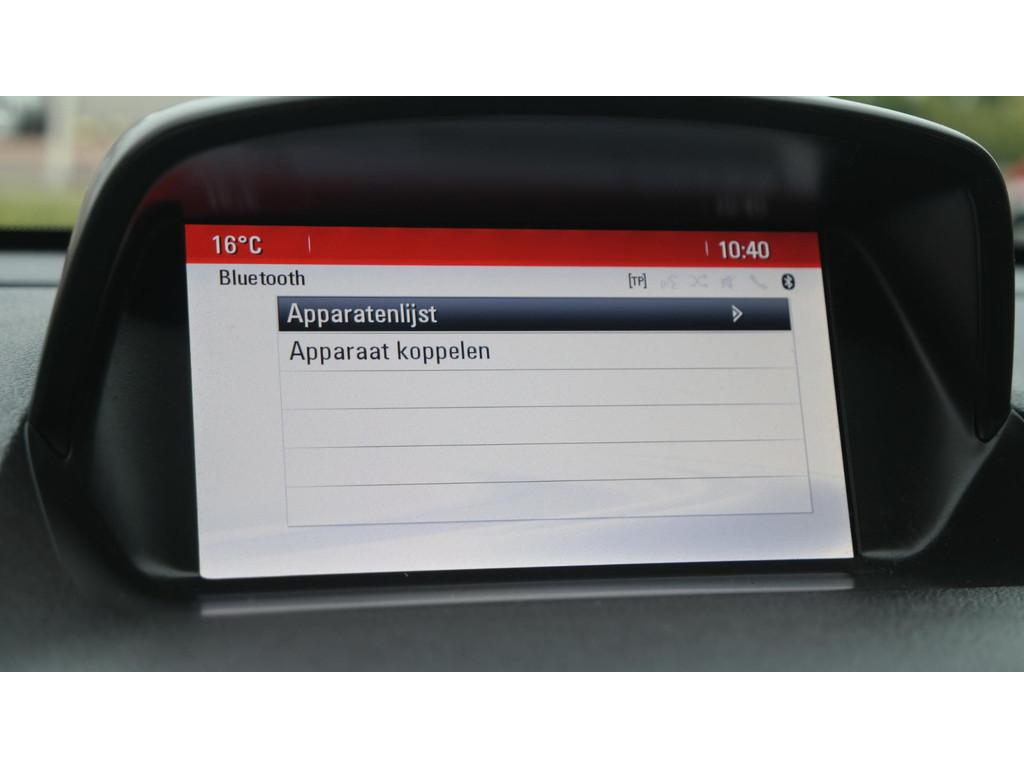 16°C 10:40
Bluetooth [TP]
Apparatenlijst
Apparaat koppelen